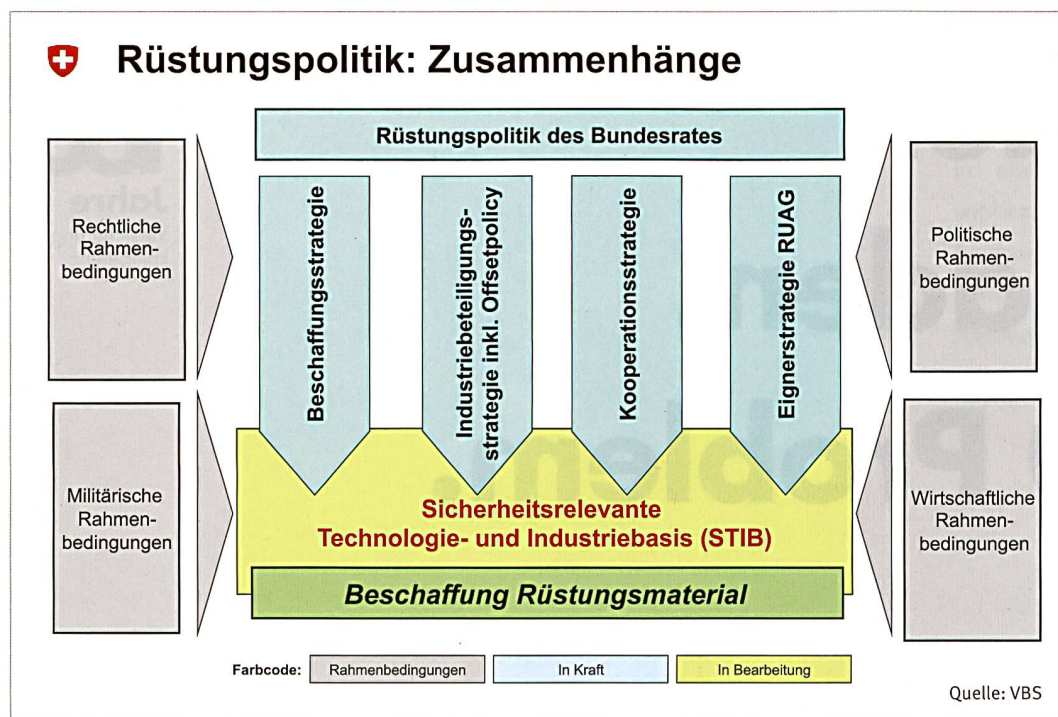 Rüstungspolitik: Zusammenhänge
Rüstungspolitik des Bundesrates
Rechtliche
Rahmen-
bedingungen
Militärische
Rahmen-
bedingungen
Beschaffungsstrategie
Industriebeteiligungs-
strategie inkl. Offsetpolicy
Kooperationsstrategie
Eignerstrategie RUAG
Politische
Rahmen-
bedingungen
Wirtschaftliche
Rahmen-
bedingungen
Sicherheitsrelevante
Technologie- und Industriebasis (STIB)
Beschaffung Rüstungsmaterial
Farbcode: Rahmenbedingungen In Kraft In Bearbeitung
Quelle: VBS